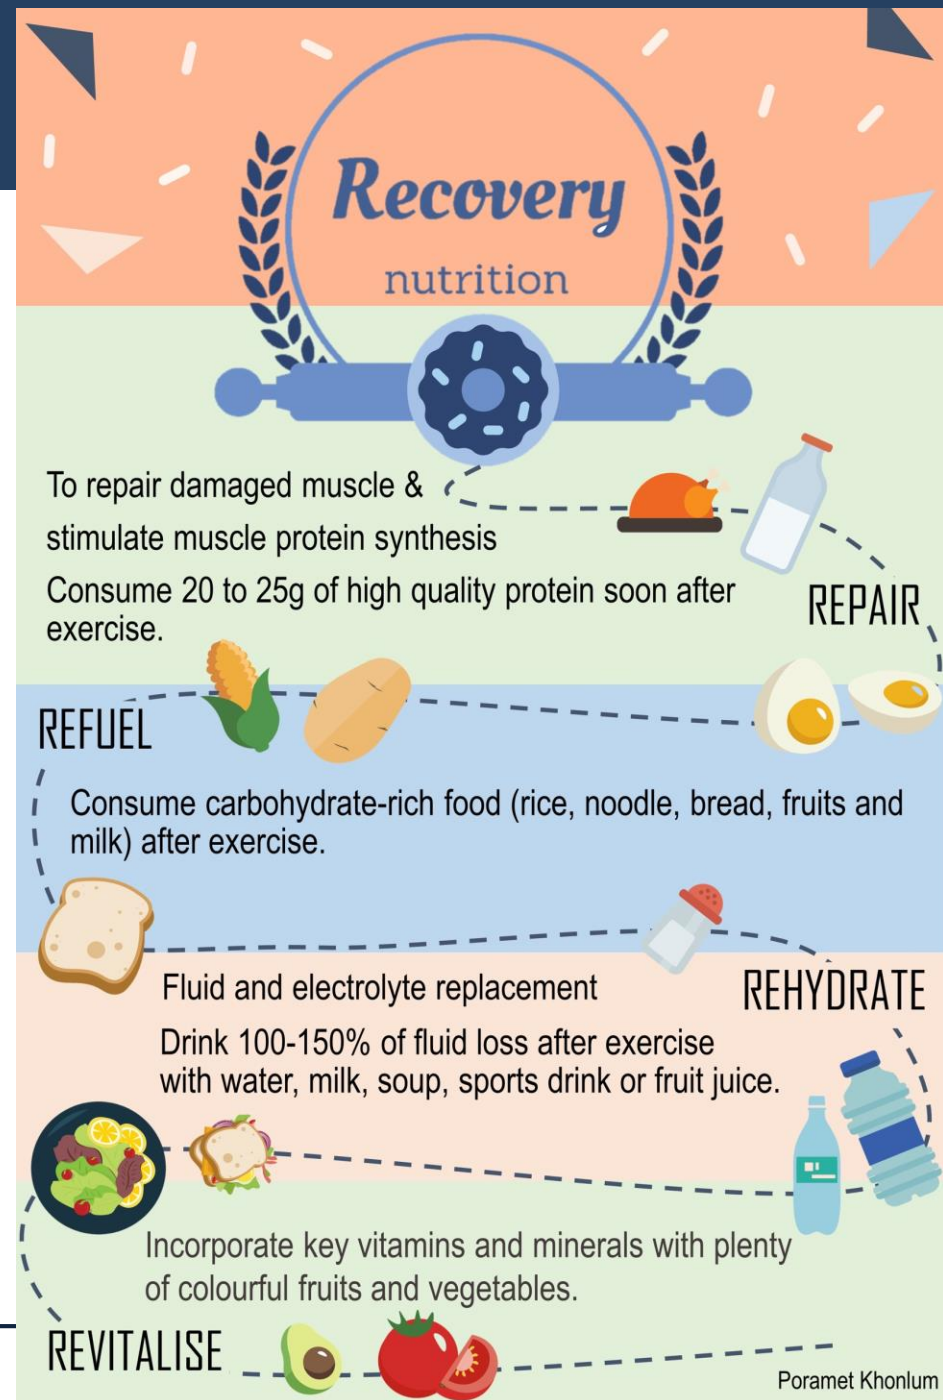 Recovery
nutrition
To repair damaged muscle &
stimulate muscle protein synthesis
Consume 20 to 25g of high quality protein soon after
exercise.
REPAIR
REFUEL
Consume carbohydrate-rich food (rice, noodle, bread, fruits and
milk) after exercise.
REHYDRATE
Fluid and electrolyte replacement
Drink 100-150% of fluid loss after exercise
with water, milk, soup, sports drink or fruit juice.
Incorporate key vitamins and minerals with plenty
of colourful fruits and vegetables.
REVITALISE
Poramet Khonlum